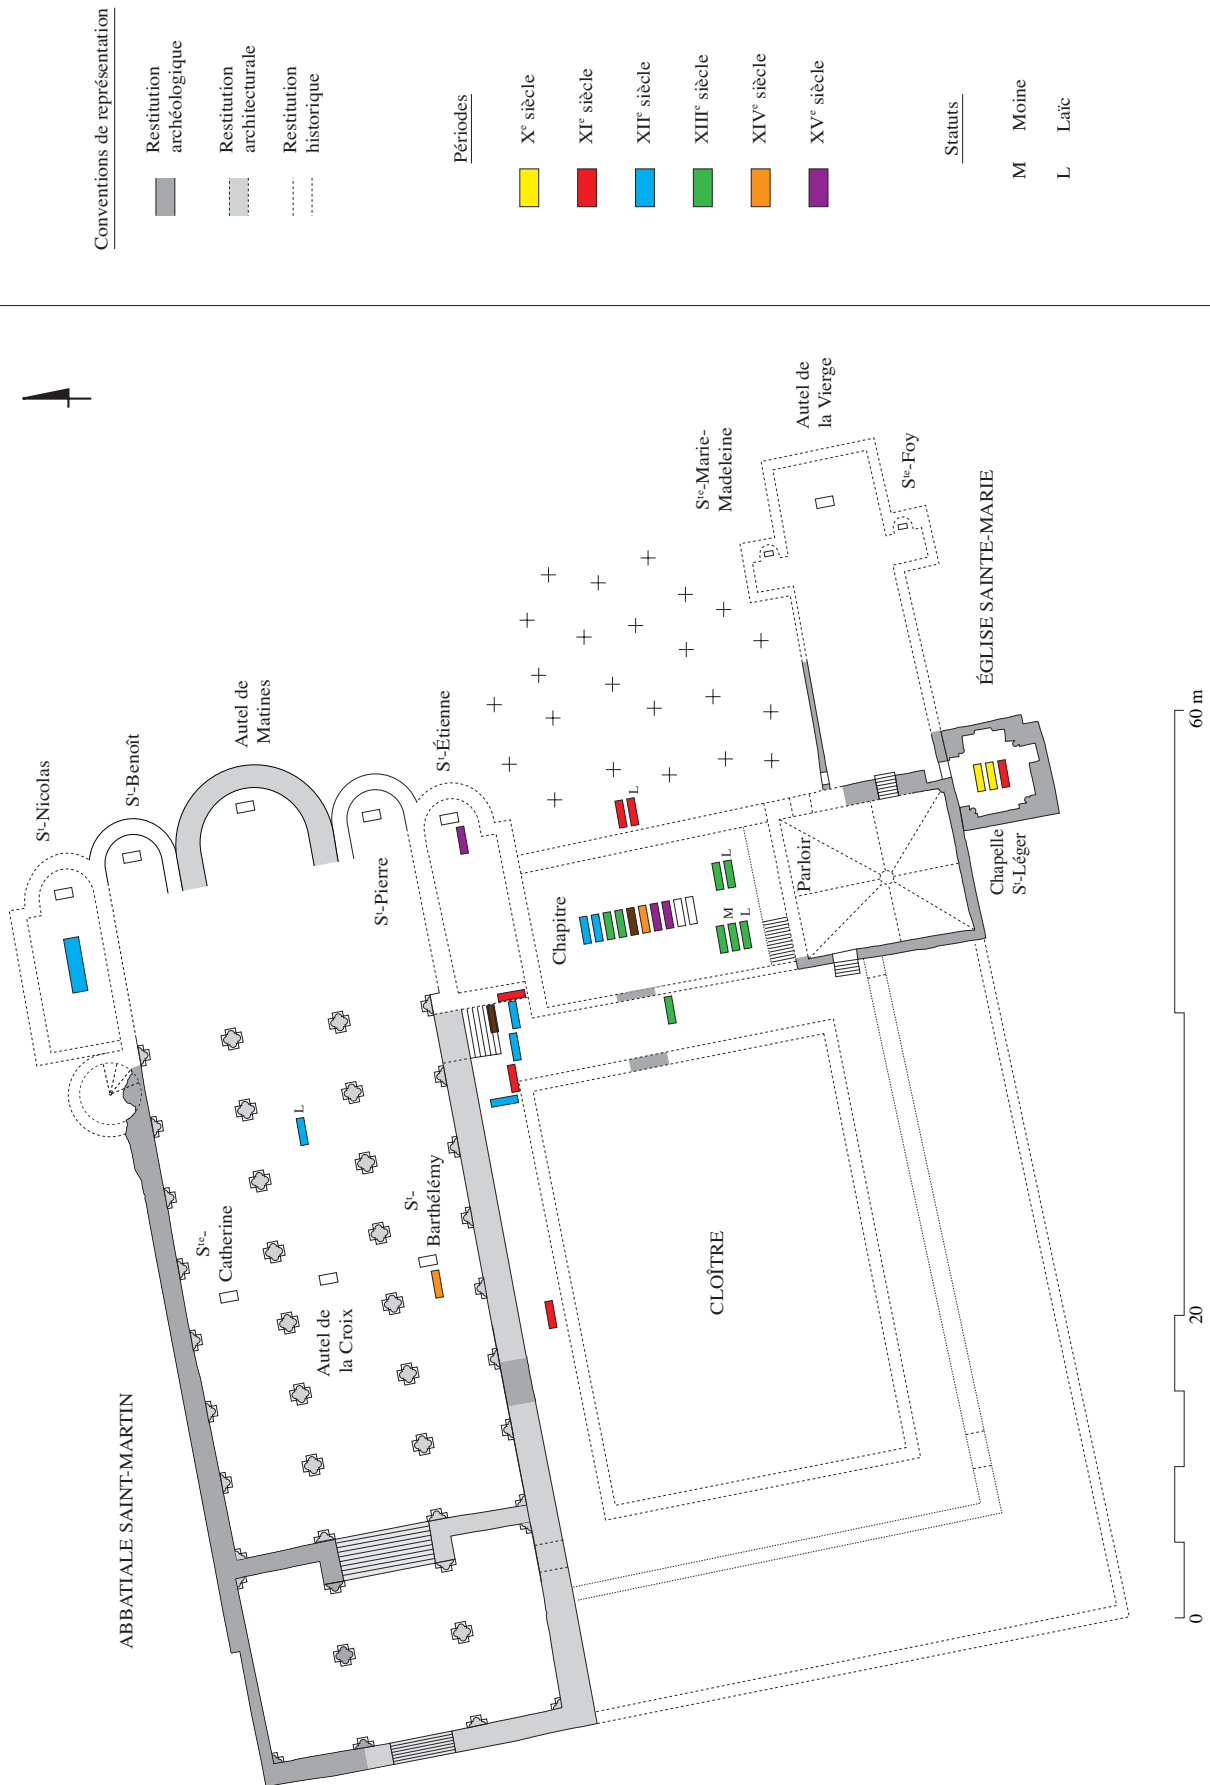 Conventions de représentation
Restitution
archéologique
Restitution
architecturale
Restitution
historique
Périodes
Xᵉ siècle
XIᵉ siècle
XIIᵉ siècle
XIIIᵉ siècle
XIVᵉ siècle
XVᵉ siècle
Statuts
M Moine
L Laïc
ABBATIALE SAINT-MARTIN
Sᵗ-Nicolas
Sᵗ-Benoît
Autel de
Matines
Sᵗ-Pierre
Sᵗ-Étienne
Sᵗᵉ-
Catherine
Autel de
la Croix
Sᵗ-
Barthélémy
L
Chapitre
L
L
M
L
Parloir
CLOÎTRE
Sᵗᵉ-Marie-
Madeleine
Autel de
la Vierge
Sᵗᵉ-Foy
ÉGLISE SAINTE-MARIE
Chapelle
Sᵗ-Léger
0
20
60 m